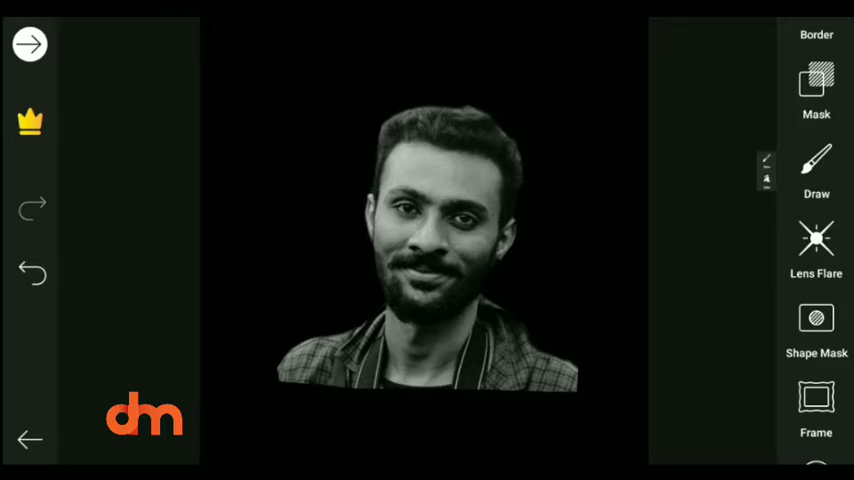 Border
Mask
Draw
Lens Flare
Shape Mask
Frame
dm